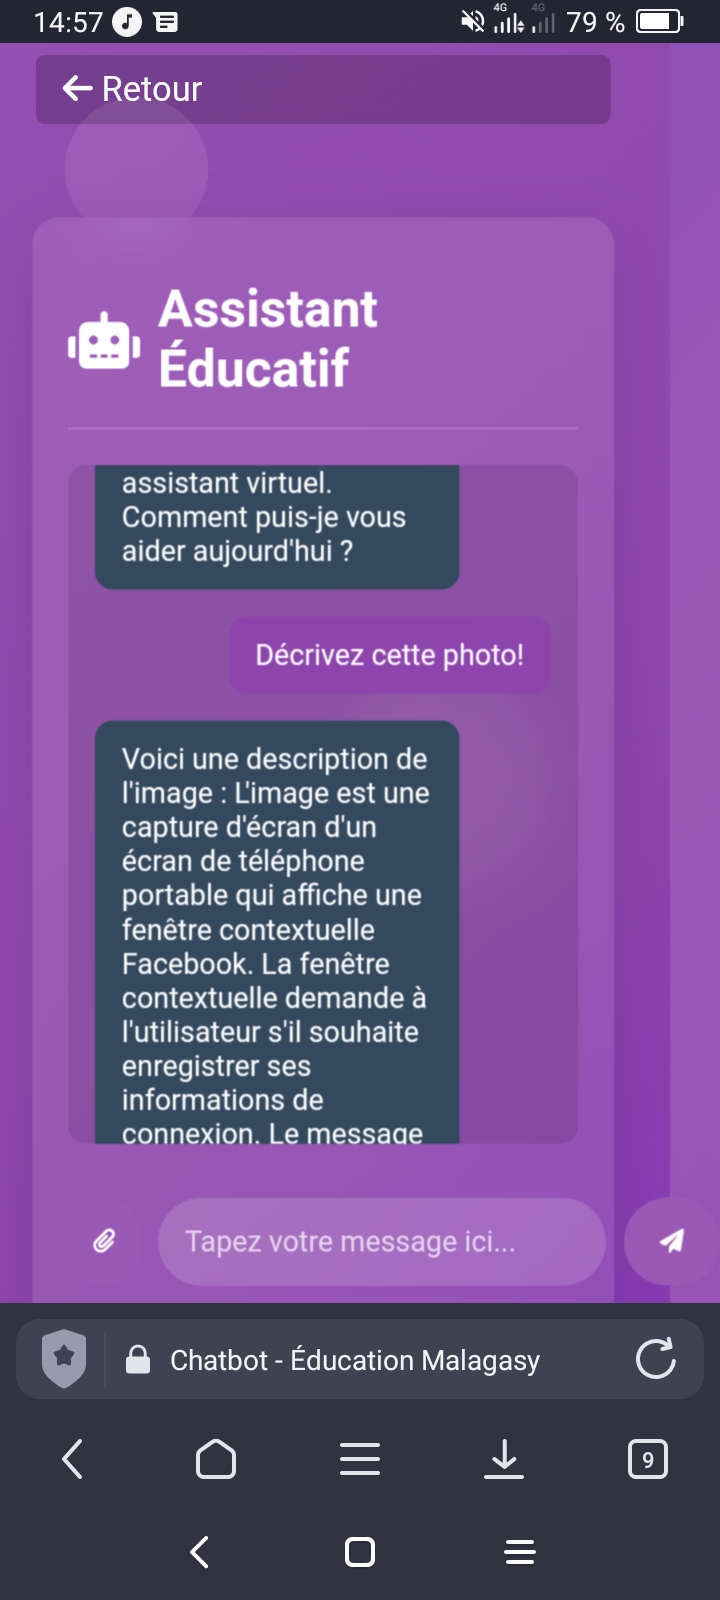 14:57
4G
4G
79 %
Retour
Assistant
Éducatif
assistant virtuel.
Comment puis-je vous
aider aujourd'hui ?
Décrivez cette photo!
Voici une description de
l'image : L'image est une
capture d'écran d'un
écran de téléphone
portable qui affiche une
fenêtre contextuelle
Facebook. La fenêtre
contextuelle demande à
l'utilisateur s'il souhaite
enregistrer ses
informations de
connexion. Le message
Tapez votre message ici...
Chatbot - Éducation Malagasy
9